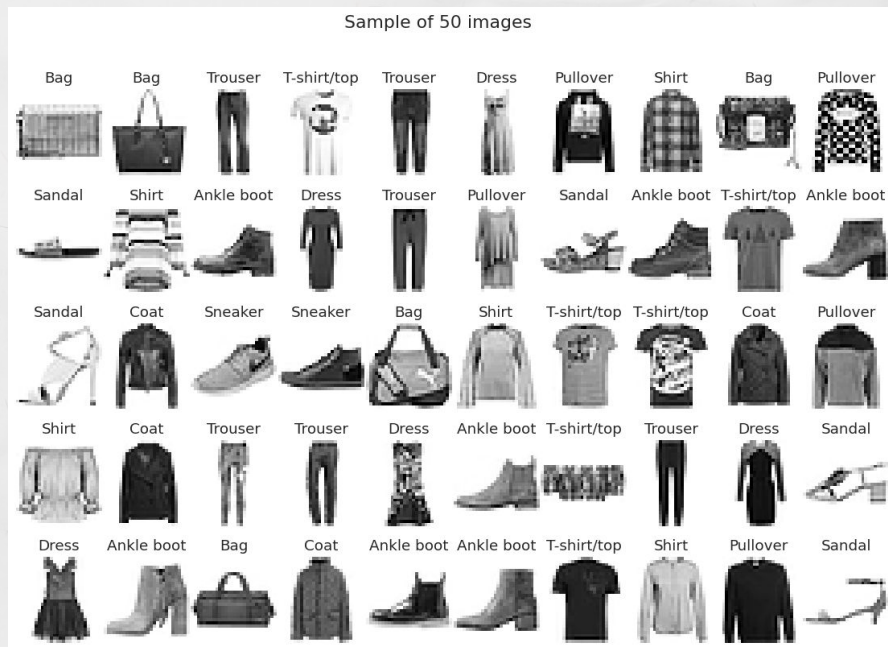 Sample of 50 images
Bag Bag Trouser T-shirt/top Trouser Dress Pullover Shirt Bag Pullover
Sandal Shirt Ankle boot Dress Trouser Pullover Sandal Ankle boot T-shirt/top Ankle boot
Sandal Coat Sneaker Sneaker Bag Shirt T-shirt/top T-shirt/top Coat Pullover
Shirt Coat Trouser Trouser Dress Ankle boot T-shirt/top Trouser Dress Sandal
Dress Ankle boot Bag Coat Ankle boot Ankle boot T-shirt/top Shirt Pullover Sandal